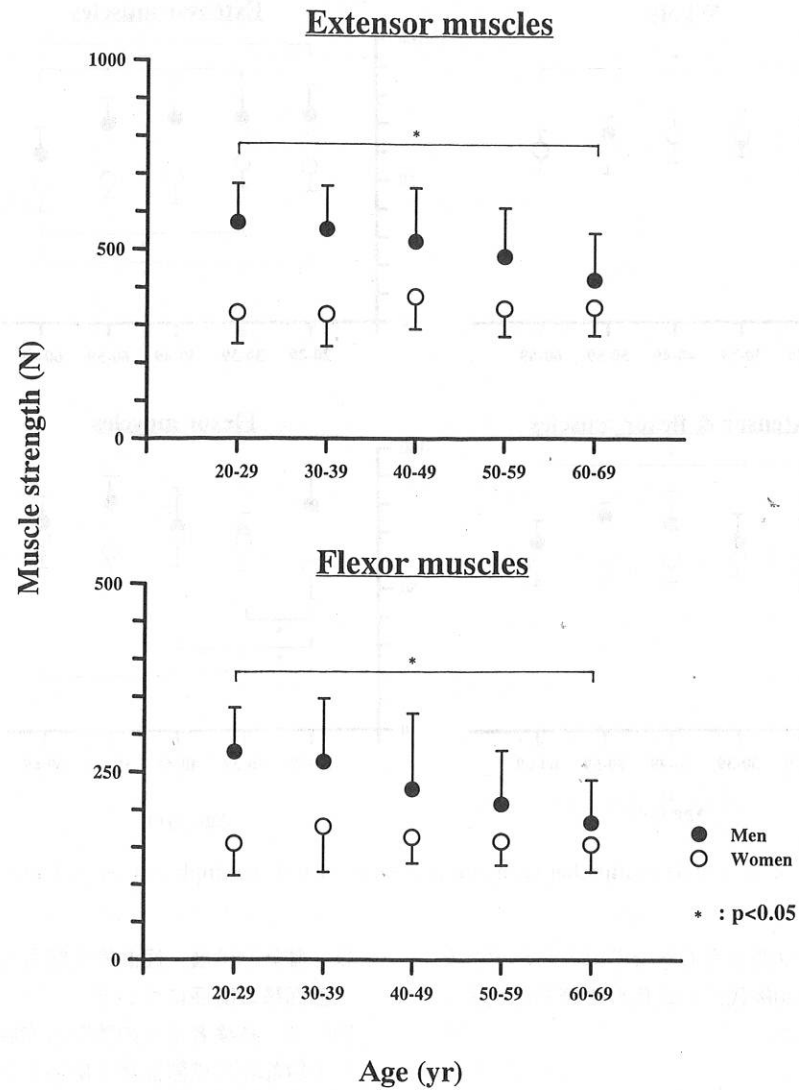 Extensor muscles
1000
*
500
0
20-29 30-39 40-49 50-59 60-69
Muscle strength (N)
Flexor muscles
500
*
250
0
20-29 30-39 40-49 50-59 60-69
Men
Women
* : p<0.05
Age (yr)